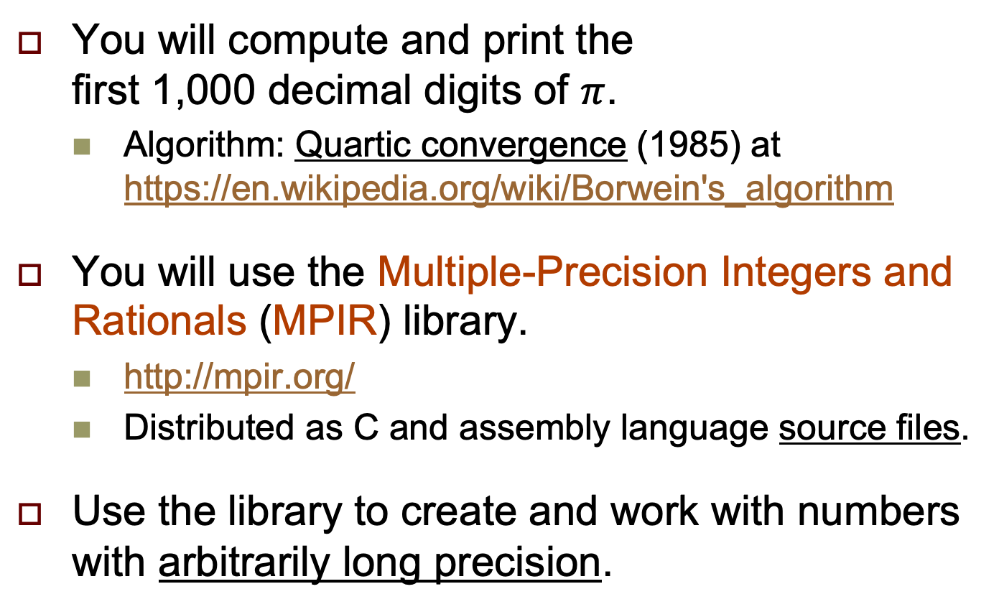 You will compute and print the
first 1,000 decimal digits of π.
Algorithm: Quartic convergence (1985) at
https://en.wikipedia.org/wiki/Borwein's_algorithm
You will use the Multiple-Precision Integers and
Rationals (MPIR) library.
http://mpir.org/
Distributed as C and assembly language source files.
Use the library to create and work with numbers
with arbitrarily long precision.